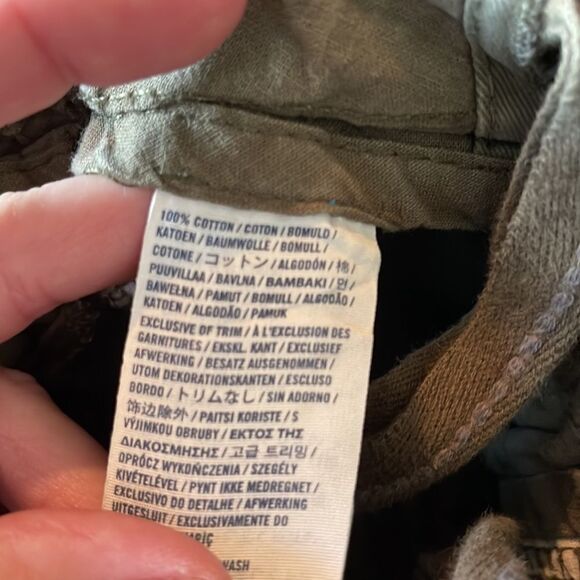 100% COTTON / COTON / BOMULD /
KATOEN / BAUMWOLLE / BOMULL /
COTONE / コットン / ALGODÓN / 棉 /
PUUVILLAA / BAVLNA / ΒΑΜΒΑΚΙ / 면 /
BAWEŁNA / PAMUT / BOMULL / ALGODÃO /
KATOEN / ALGODÃO / PAMUK
EXCLUSIVE OF TRIM / À L'EXCLUSION DES
GARNITURES / EKSKL. KANT / EXCLUSIEF
AFWERKING / BESATZ AUSGENOMMEN /
UTOM DEKORATIONSKANTEN / ESCLUSO
BORDO / トリムなし / SIN ADORNO /
饰边除外 / PAITSI KORISTE / S
VÝJIMKOU OBRUBY / ΕΚΤΟΣ ΤΗΣ
ΔΙΑΚΟΣΜΗΣΗΣ / 고급 트리밍 /
OPRÓCZ WYKOŃCZENIA / SZEGÉLY
KIVÉTELÉVEL / PYNT IKKE MEDREGNET /
EXCLUSIVO DO DETALHE / AFWERKING
UITGESLUIT / EXCLUSIVAMENTE DO
WASH